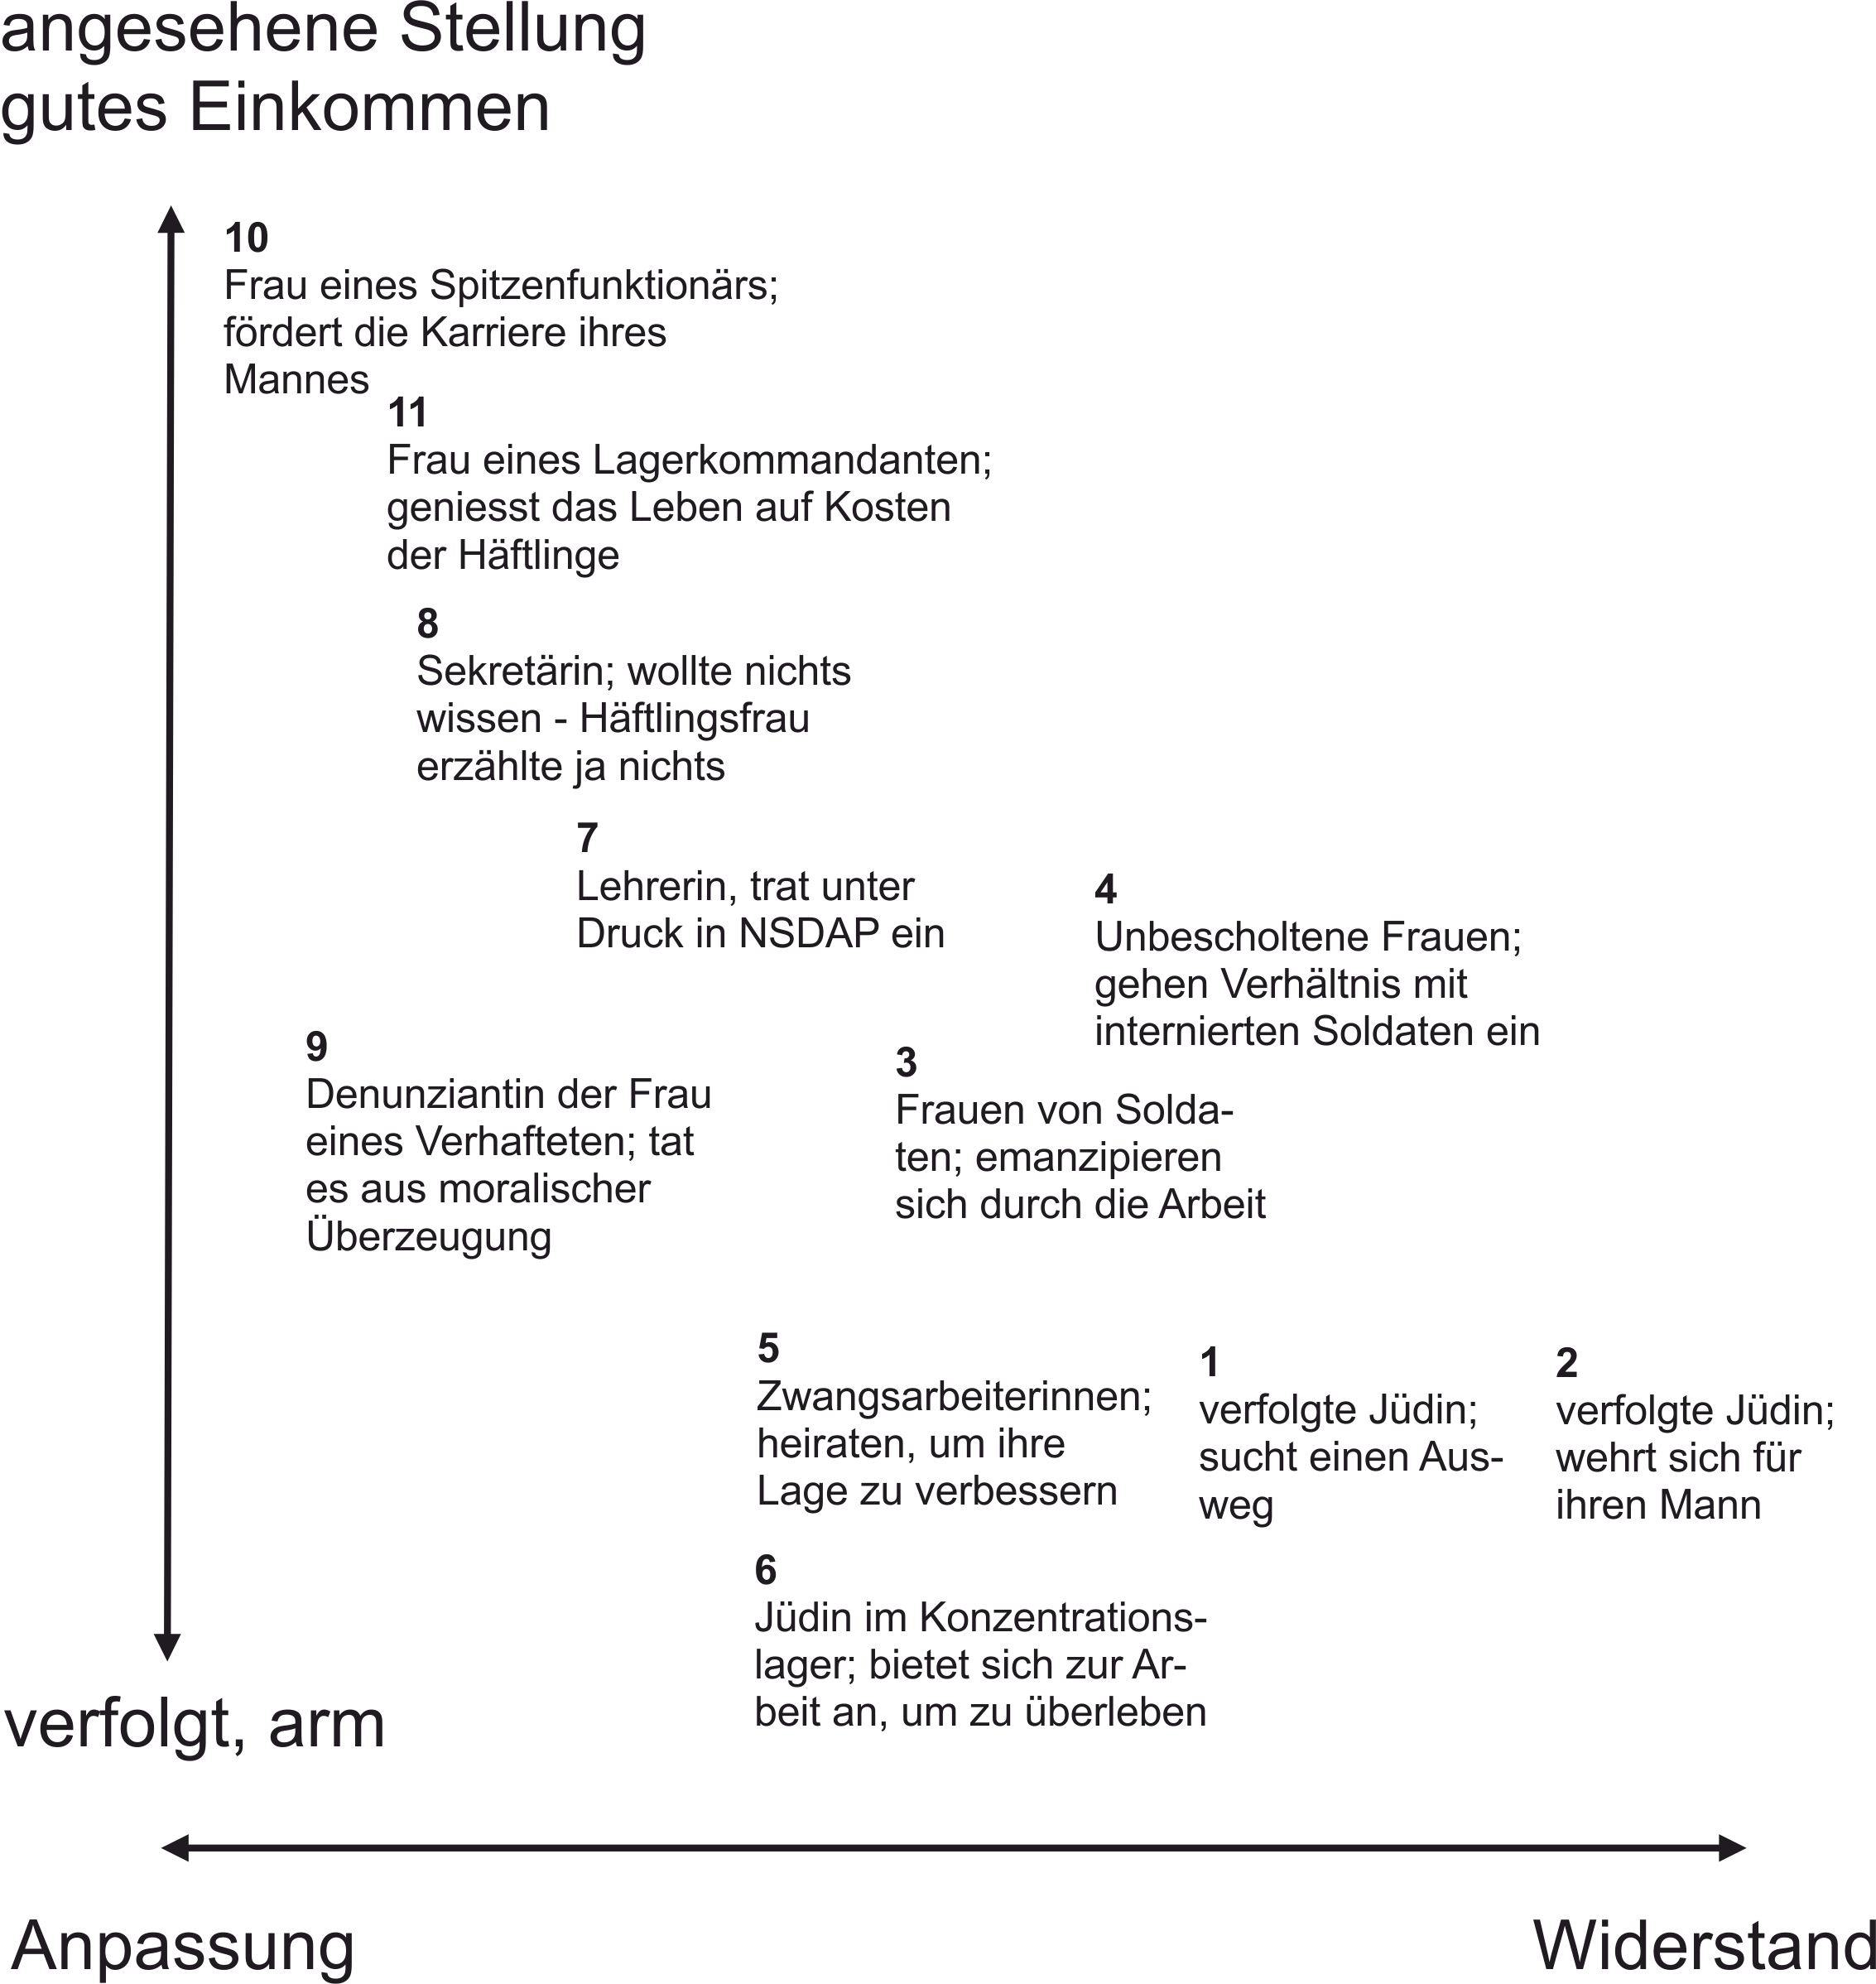 angesehene Stellung
gutes Einkommen
10
Frau eines Spitzenfunktionärs;
fördert die Karriere ihres
Mannes
11
Frau eines Lagerkommandanten;
geniesst das Leben auf Kosten
der Häftlinge
8
Sekretärin; wollte nichts
wissen - Häftlingsfrau
erzählte ja nichts
7
Lehrerin, trat unter
Druck in NSDAP ein
4
Unbescholtene Frauen;
gehen Verhältnis mit
internierten Soldaten ein
9
Denunziantin der Frau
eines Verhafteten; tat
es aus moralischer
Überzeugung
3
Frauen von Solda-
ten; emanzipieren
sich durch die Arbeit
5
Zwangsarbeiterinnen;
heiraten, um ihre
Lage zu verbessern
1
verfolgte Jüdin;
sucht einen Aus-
weg
2
verfolgte Jüdin;
wehrt sich für
ihren Mann
6
Jüdin im Konzentrations-
lager; bietet sich zur Ar-
beit an, um zu überleben
verfolgt, arm
Anpassung
Widerstand